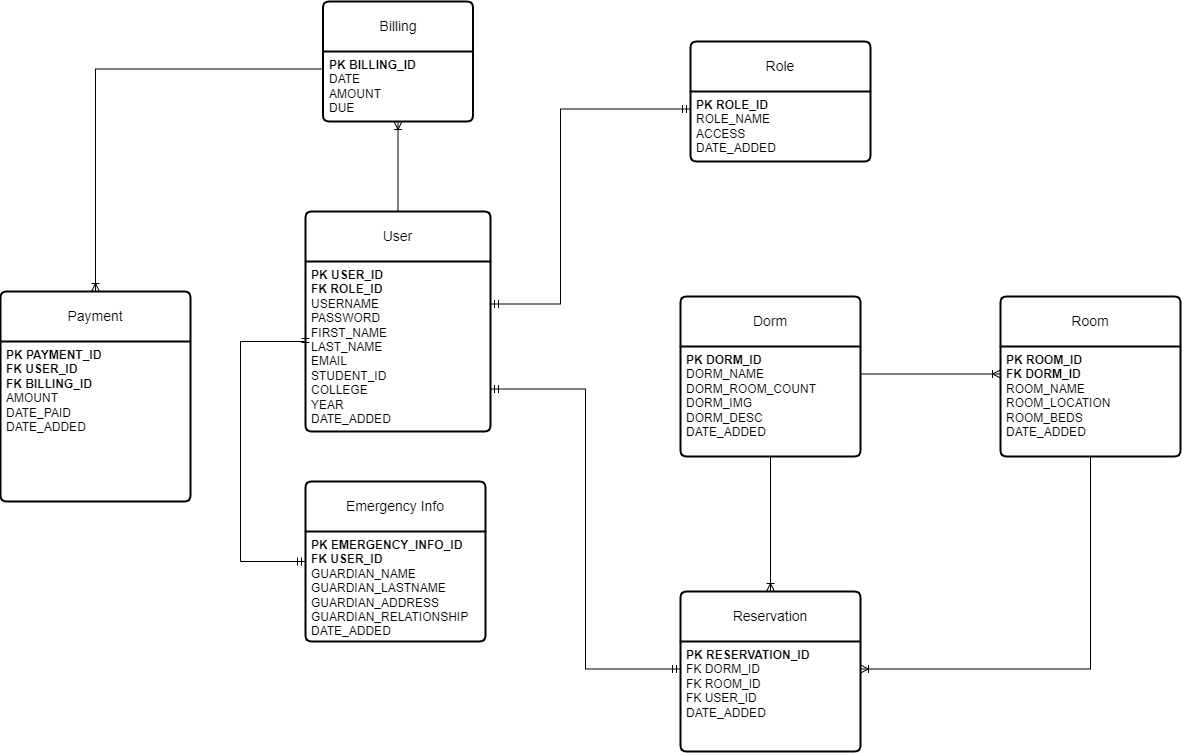 Billing
PK BILLING_ID
DATE
AMOUNT
DUE
Role
PK ROLE_ID
ROLE_NAME
ACCESS
DATE_ADDED
User
PK USER_ID
FK ROLE_ID
USERNAME
PASSWORD
FIRST_NAME
LAST_NAME
EMAIL
STUDENT_ID
COLLEGE
YEAR
DATE_ADDED
Payment
PK PAYMENT_ID
FK USER_ID
FK BILLING_ID
AMOUNT
DATE_PAID
DATE_ADDED
Dorm
PK DORM_ID
DORM_NAME
DORM_ROOM_COUNT
DORM_IMG
DORM_DESC
DATE_ADDED
Room
PK ROOM_ID
FK DORM_ID
ROOM_NAME
ROOM_LOCATION
ROOM_BEDS
DATE_ADDED
Emergency Info
PK EMERGENCY_INFO_ID
FK USER_ID
GUARDIAN_NAME
GUARDIAN_LASTNAME
GUARDIAN_ADDRESS
GUARDIAN_RELATIONSHIP
DATE_ADDED
Reservation
PK RESERVATION_ID
FK DORM_ID
FK ROOM_ID
FK USER_ID
DATE_ADDED